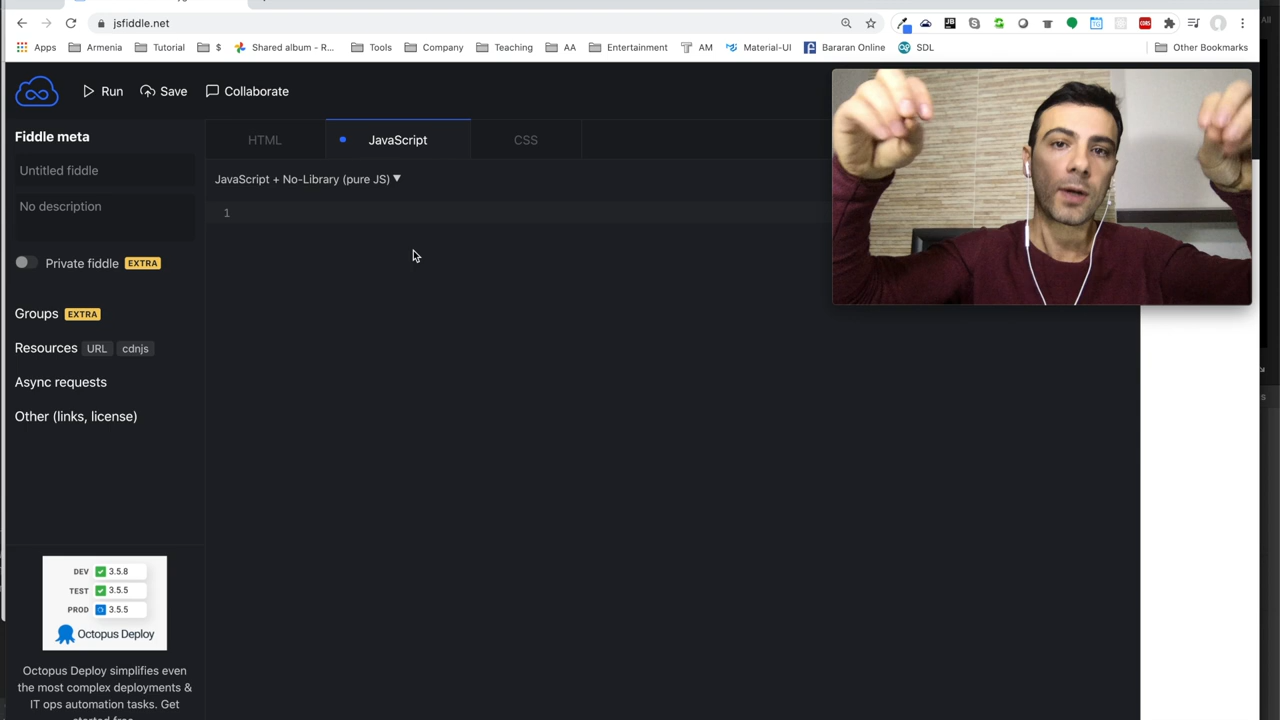 jsfiddle.net
Apps Armenia Tutorial $ Shared album - R... Tools Company Teaching AA Entertainment AM Material-UI Bararan Online SDL Other Bookmarks
Run Save Collaborate
Fiddle meta
Untitled fiddle
No description
Private fiddle EXTRA
Groups EXTRA
Resources URL cdnjs
Async requests
Other (links, license)
HTML JavaScript CSS
JavaScript + No-Library (pure JS) ▼
1
DEV 3.5.8
TEST 3.5.5
PROD 3.5.5
Octopus Deploy
Octopus Deploy simplifies even
the most complex deployments &
IT ops automation tasks. Get
started free.
All